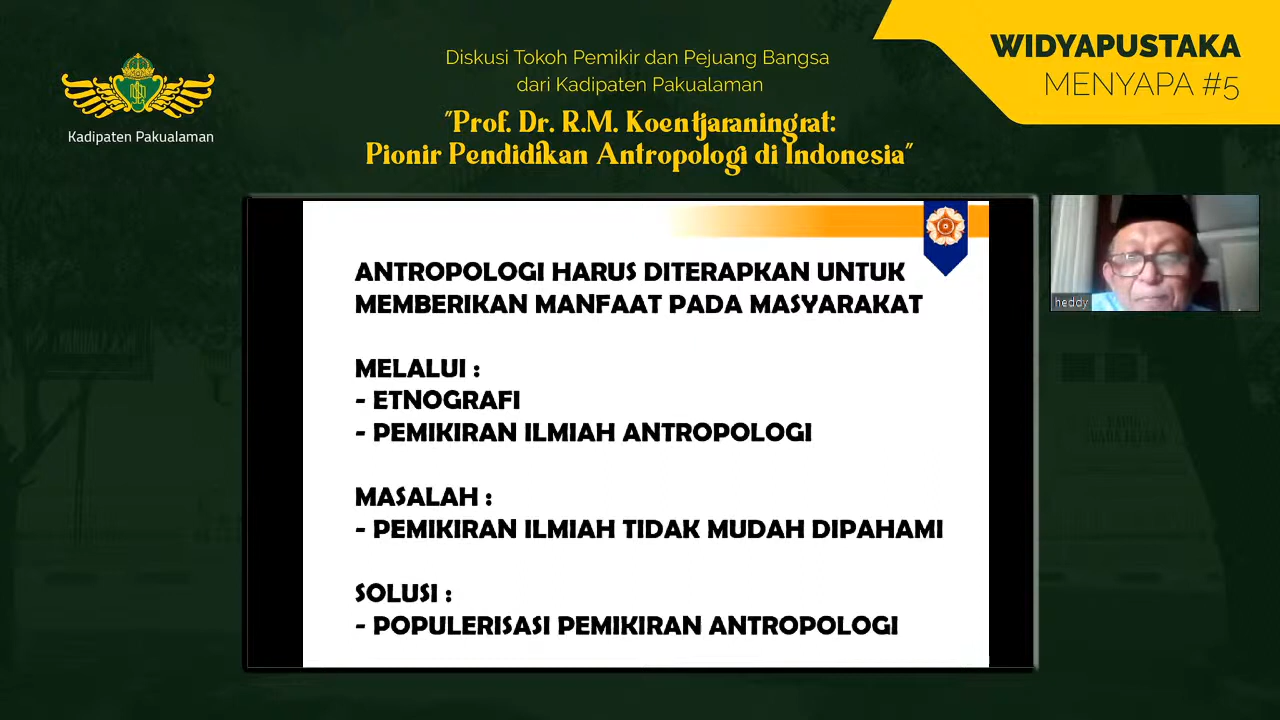 Diskusi Tokoh Pemikir dan Pejuang Bangsa
dari Kadipaten Pakualaman
"Prof. Dr. R.M. Koentjaraningrat:
Pionir Pendidikan Antropologi di Indonesia"
WIDYAPUSTAKA
MENYAPA #5
Kadipaten Pakualaman
ANTROPOLOGI HARUS DITERAPKAN UNTUK
MEMBERIKAN MANFAAT PADA MASYARAKAT
MELALUI :
- ETNOGRAFI
- PEMIKIRAN ILMIAH ANTROPOLOGI
MASALAH :
- PEMIKIRAN ILMIAH TIDAK MUDAH DIPAHAMI
SOLUSI :
- POPULERISASI PEMIKIRAN ANTROPOLOGI
heddy